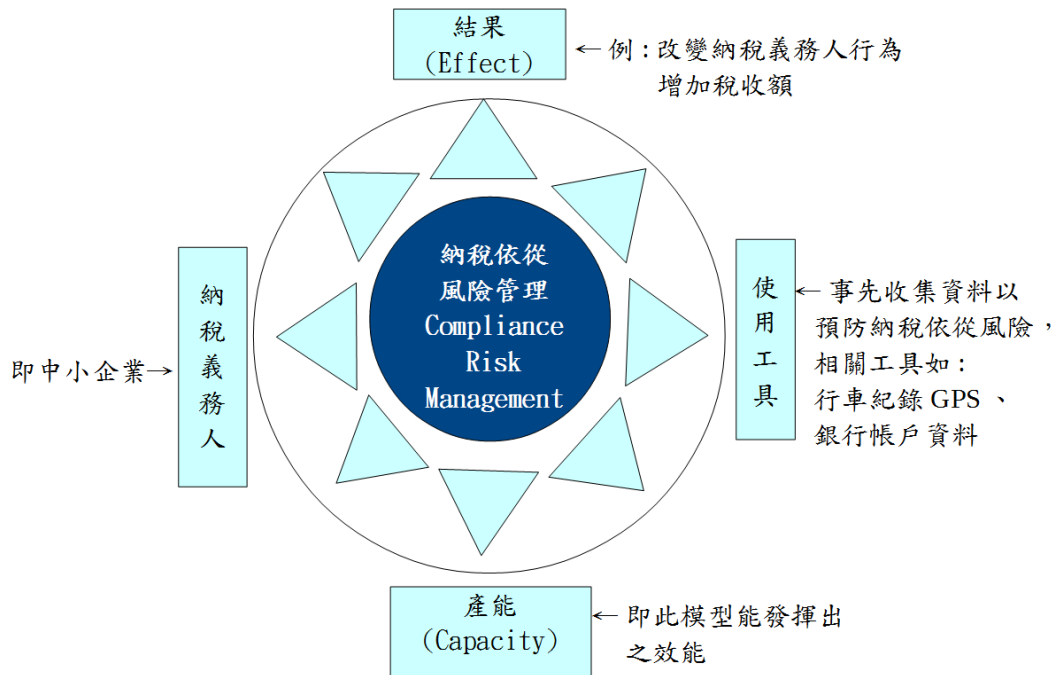 結果
(Effect)
← 例：改變納稅義務人行為
增加稅收額
納稅依從
風險管理
Compliance
Risk
Management
納
稅
義
務
人
即中小企業→
使
用
工
具
← 事先收集資料以
預防納稅依從風險，
相關工具如：
行車紀錄 GPS 、
銀行帳戶資料
產能
(Capacity)
← 即此模型能發揮出
之效能